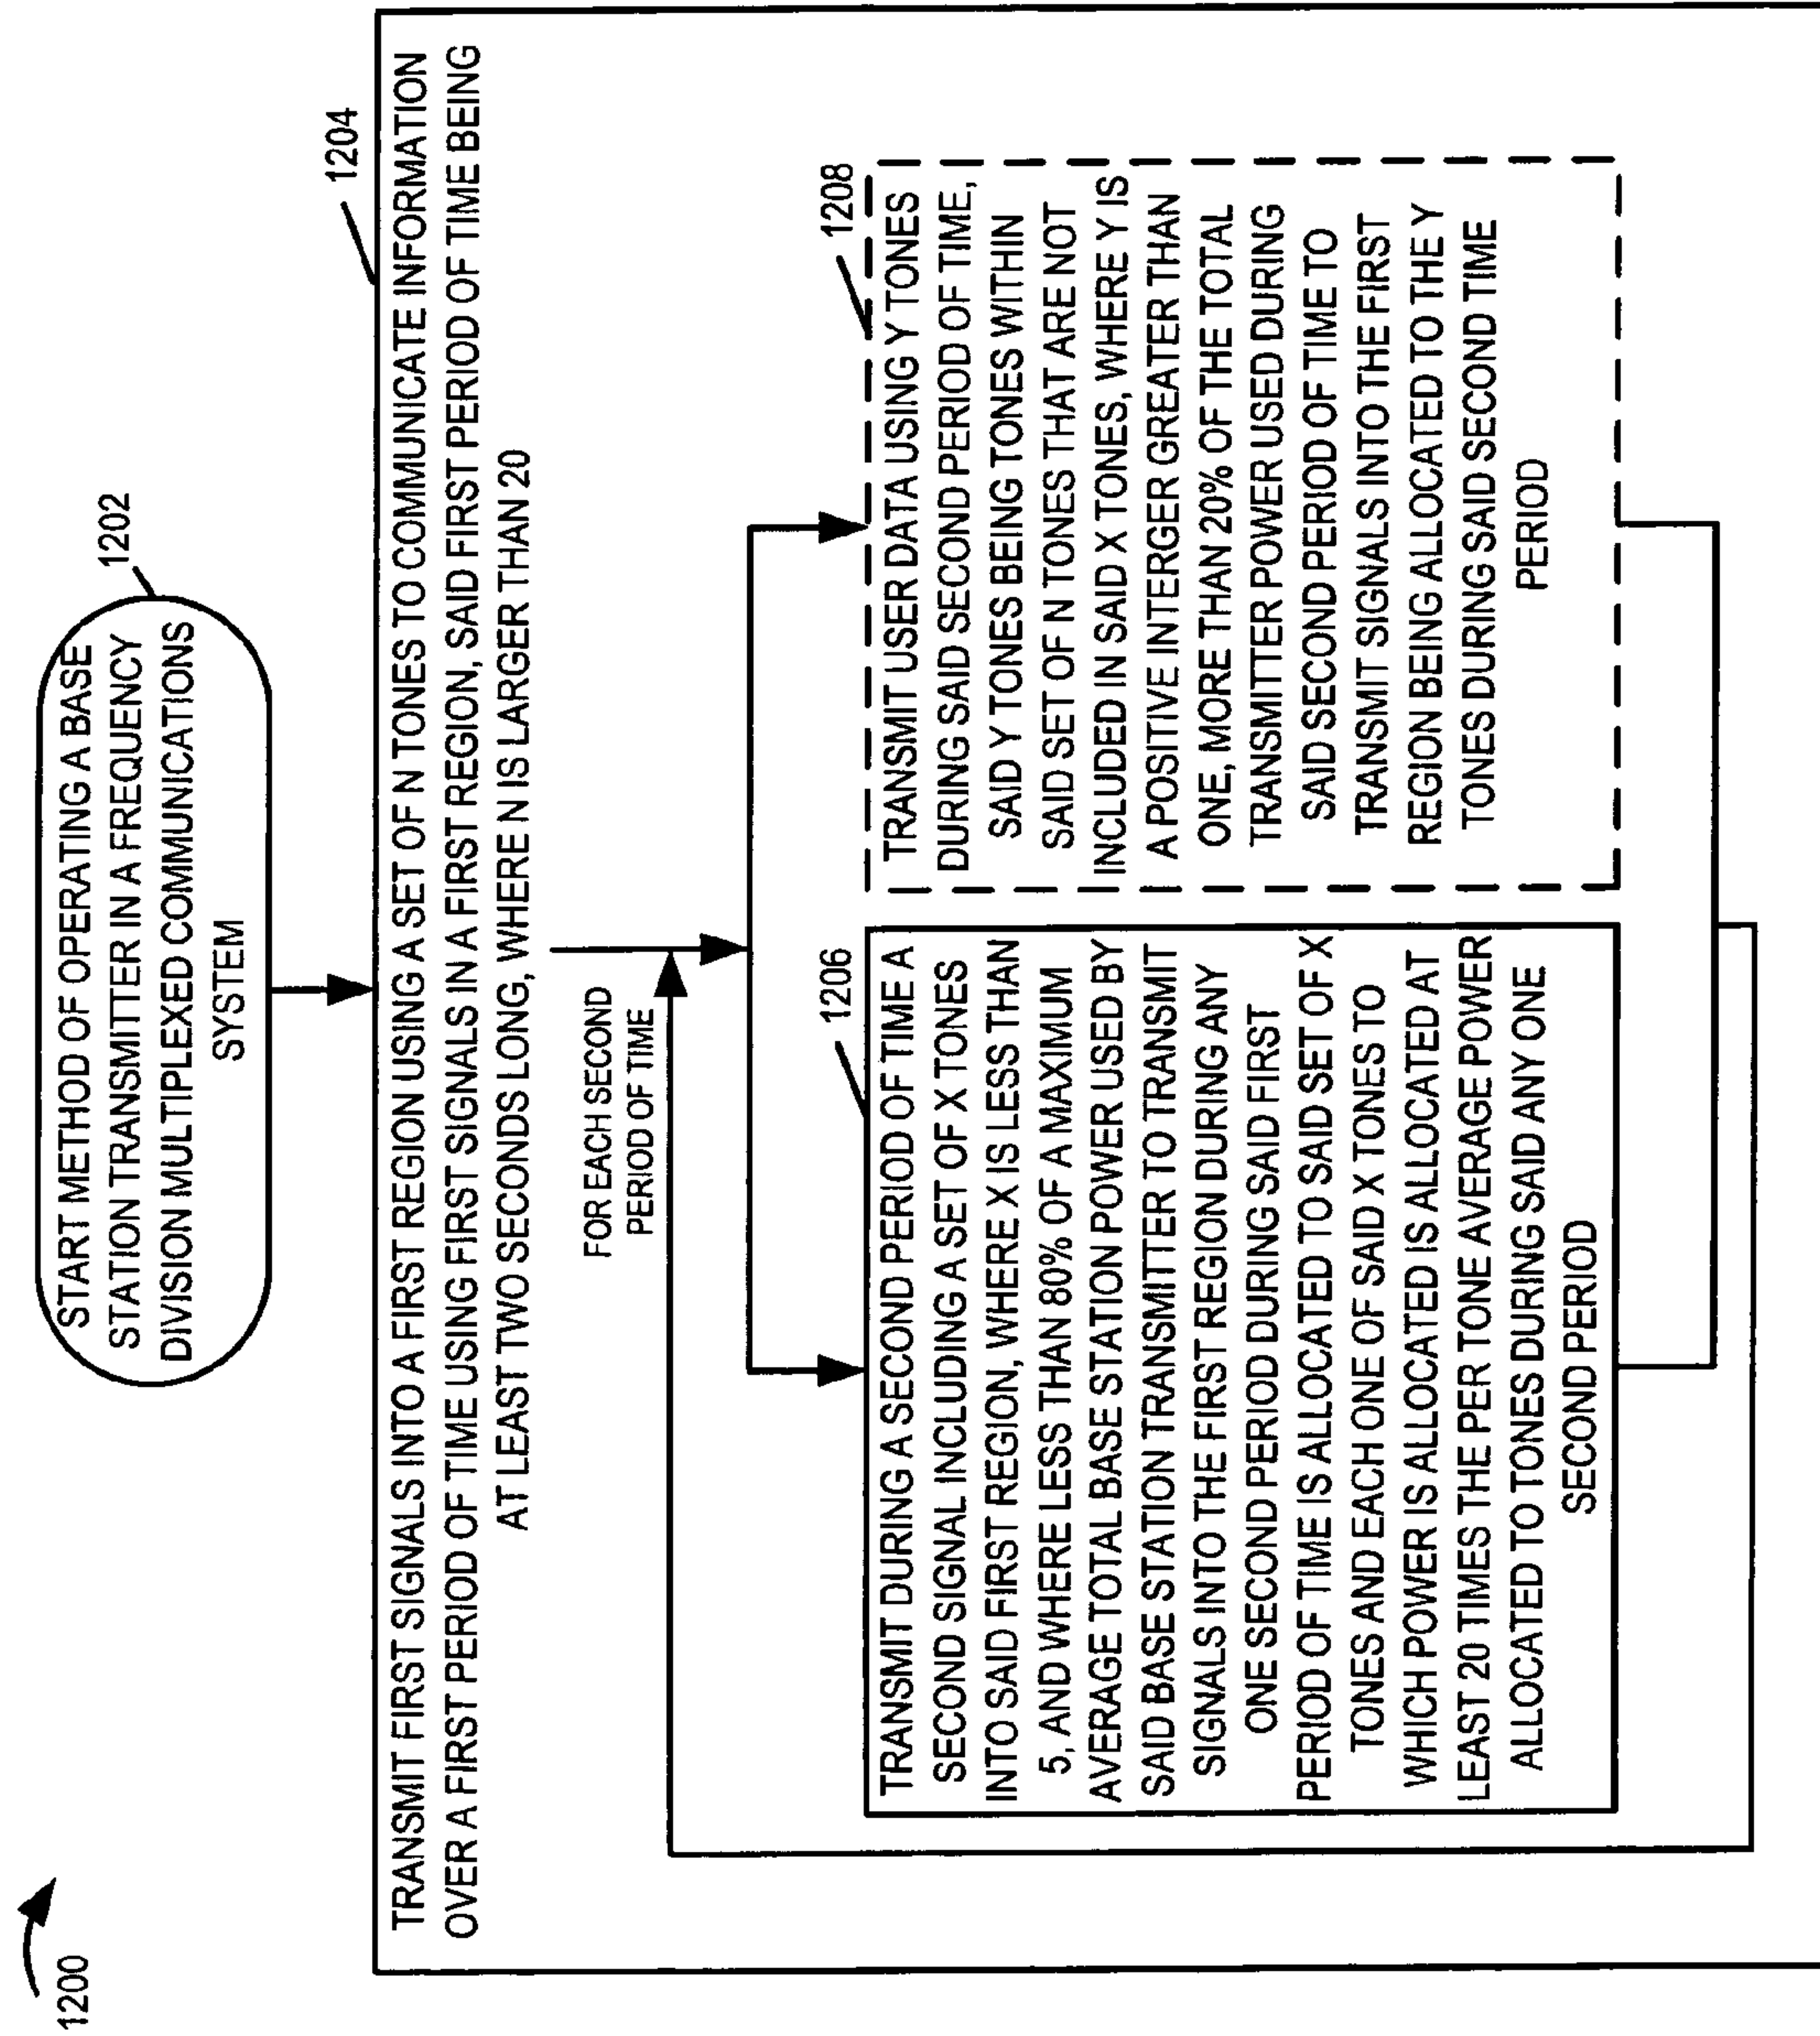 1200
START METHOD OF OPERATING A BASE
STATION TRANSMITTER IN A FREQUENCY
DIVISION MULTIPLEXED COMMUNICATIONS
SYSTEM
1202
1204
TRANSMIT FIRST SIGNALS INTO A FIRST REGION USING A SET OF N TONES TO COMMUNICATE INFORMATION
OVER A FIRST PERIOD OF TIME USING FIRST SIGNALS IN A FIRST REGION, SAID FIRST PERIOD OF TIME BEING
AT LEAST TWO SECONDS LONG, WHERE N IS LARGER THAN 20
FOR EACH SECOND
PERIOD OF TIME
1206
TRANSMIT DURING A SECOND PERIOD OF TIME A
SECOND SIGNAL INCLUDING A SET OF X TONES
INTO SAID FIRST REGION, WHERE X IS LESS THAN
5, AND WHERE LESS THAN 80% OF A MAXIMUM
AVERAGE TOTAL BASE STATION POWER USED BY
SAID BASE STATION TRANSMITTER TO TRANSMIT
SIGNALS INTO THE FIRST REGION DURING ANY
ONE SECOND PERIOD DURING SAID FIRST
PERIOD OF TIME IS ALLOCATED TO SAID SET OF X
TONES AND EACH ONE OF SAID X TONES TO
WHICH POWER IS ALLOCATED IS ALLOCATED AT
LEAST 20 TIMES THE PER TONE AVERAGE POWER
ALLOCATED TO TONES DURING SAID ANY ONE
SECOND PERIOD
1208
TRANSMIT USER DATA USING Y TONES
DURING SAID SECOND PERIOD OF TIME,
SAID Y TONES BEING TONES WITHIN
SAID SET OF N TONES THAT ARE NOT
INCLUDED IN SAID X TONES, WHERE Y IS
A POSITIVE INTERGER GREATER THAN
ONE, MORE THAN 20% OF THE TOTAL
TRANSMITTER POWER USED DURING
SAID SECOND PERIOD OF TIME TO
TRANSMIT SIGNALS INTO THE FIRST
REGION BEING ALLOCATED TO THE Y
TONES DURING SAID SECOND TIME
PERIOD